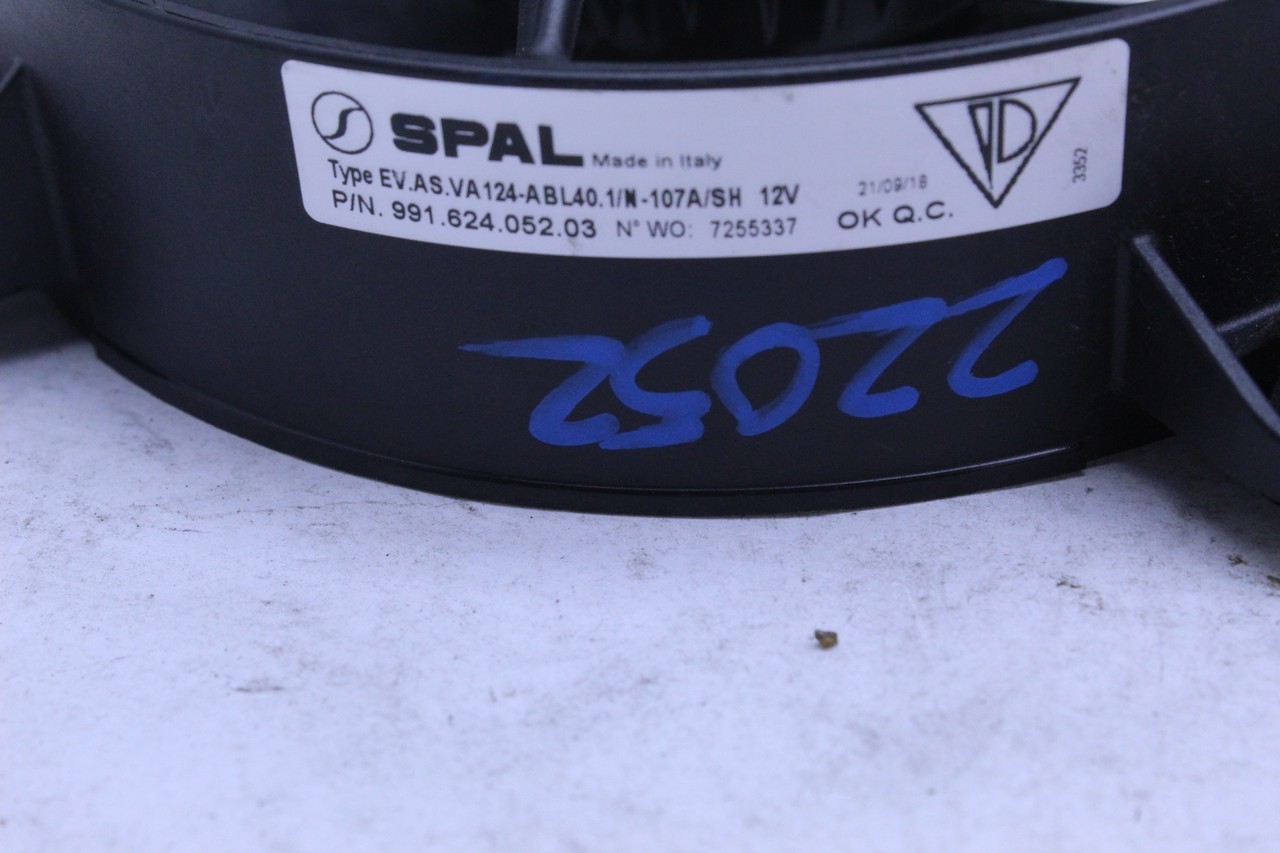 SPAL Made in Italy
Type EV.AS.VA124-ABL40.1/N-107A/SH 12V
P/N. 991.624.052.03 N° WO: 7255337
21/09/18
OK Q.C.
PD
3352
22052